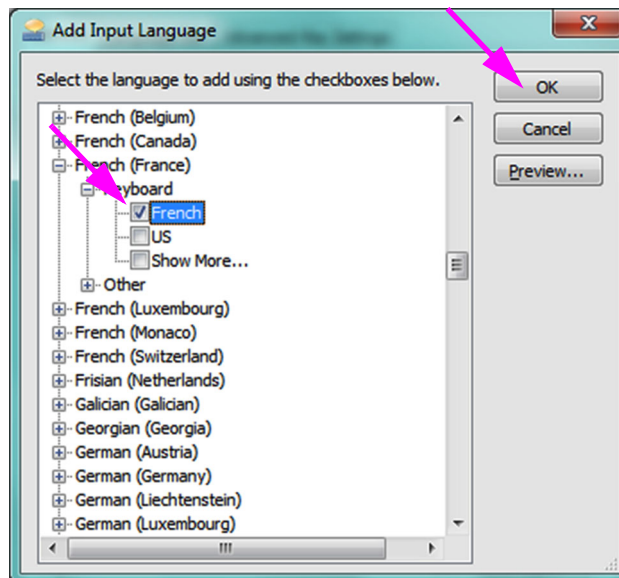 Add Input Language
Select the language to add using the checkboxes below.
OK
Cancel
Preview...
French (Belgium)
French (Canada)
French (France)
Keyboard
French
US
Show More...
Other
French (Luxembourg)
French (Monaco)
French (Switzerland)
Frisian (Netherlands)
Galician (Galician)
Georgian (Georgia)
German (Austria)
German (Germany)
German (Liechtenstein)
German (Luxembourg)